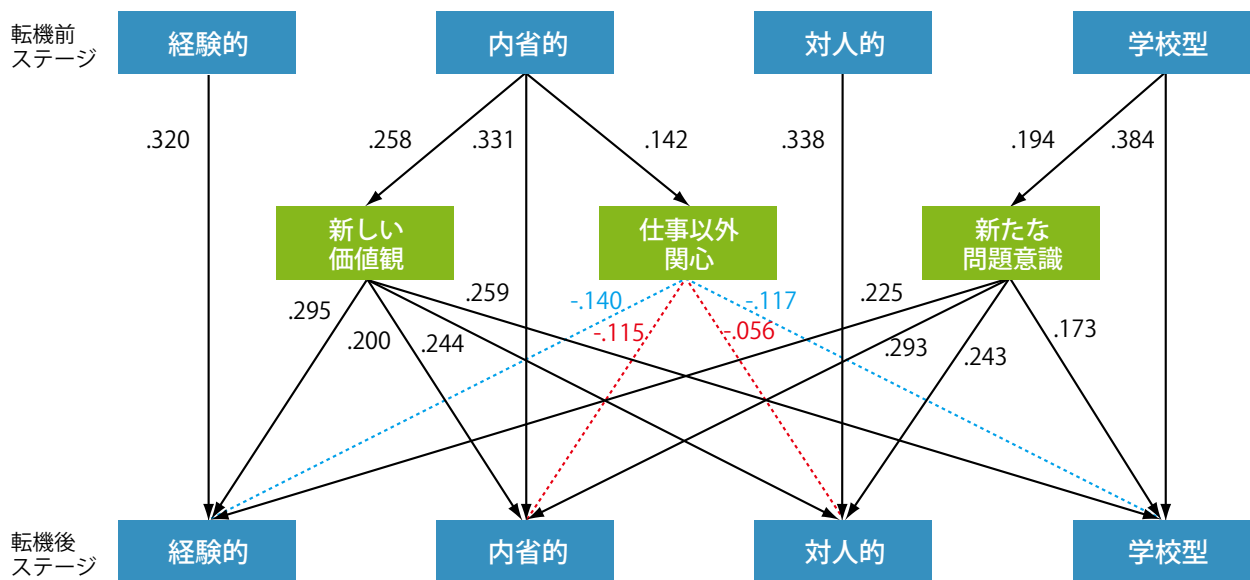 転機前
ステージ
経験的
内省的
対人的
学校型
.320
.258
.331
.142
.338
.194
.384
新しい
価値観
仕事以外
関心
新たな
問題意識
.295
.200
.244
.259
-.140
-.115
-.056
-.117
.225
.293
.243
.173
転機後
ステージ
経験的
内省的
対人的
学校型